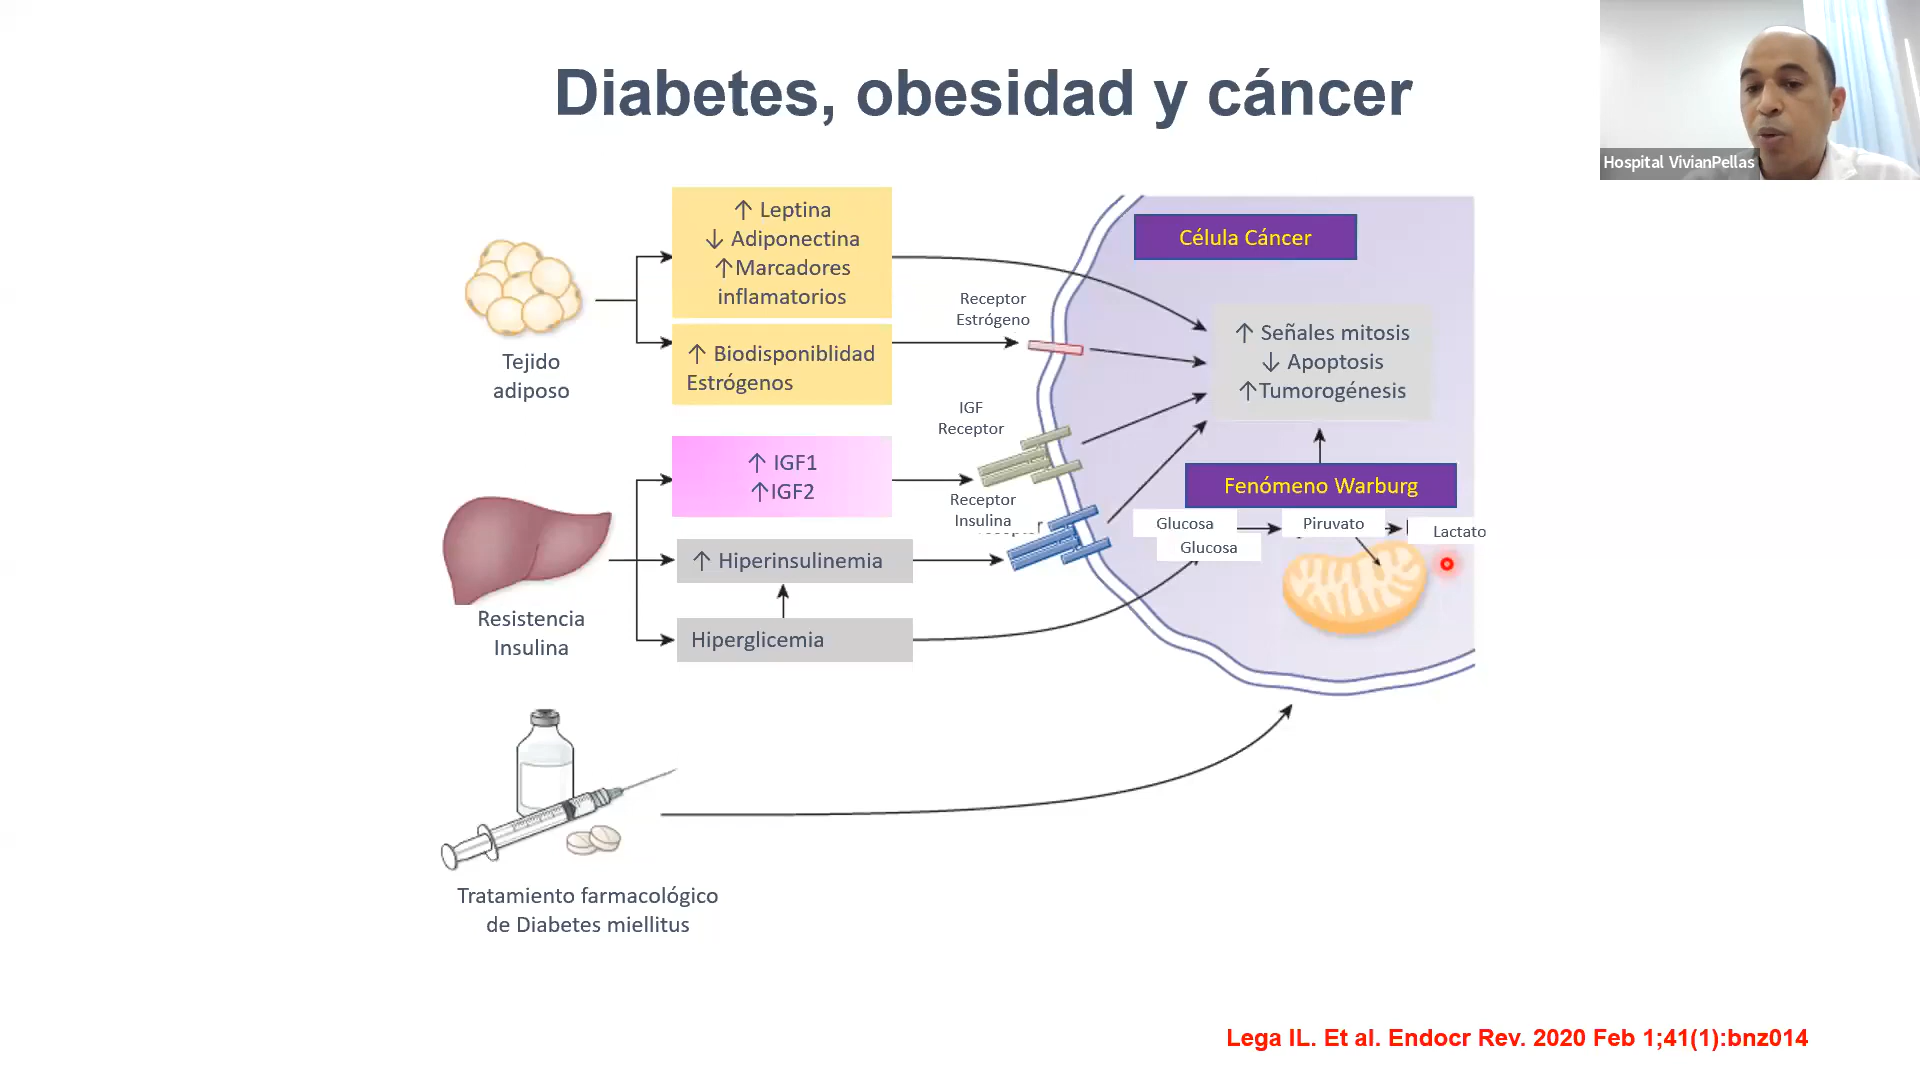 Diabetes, obesidad y cáncer
Hospital VivianPellas
↑ Leptina
↓ Adiponectina
↑Marcadores
inflamatorios
↑ Biodisponiblidad
Estrógenos
Tejido
adiposo
Receptor
Estrógeno
Célula Cáncer
↑ Señales mitosis
↓ Apoptosis
↑Tumorogénesis
IGF
Receptor
↑ IGF1
↑IGF2
Receptor
Insulina
↑ Hiperinsulinemia
Hiperglicemia
Resistencia
Insulina
Fenómeno Warburg
Glucosa
Piruvato
Lactato
Glucosa
Tratamiento farmacológico
de Diabetes miellitus
Lega IL. Et al. Endocr Rev. 2020 Feb 1;41(1):bnz014